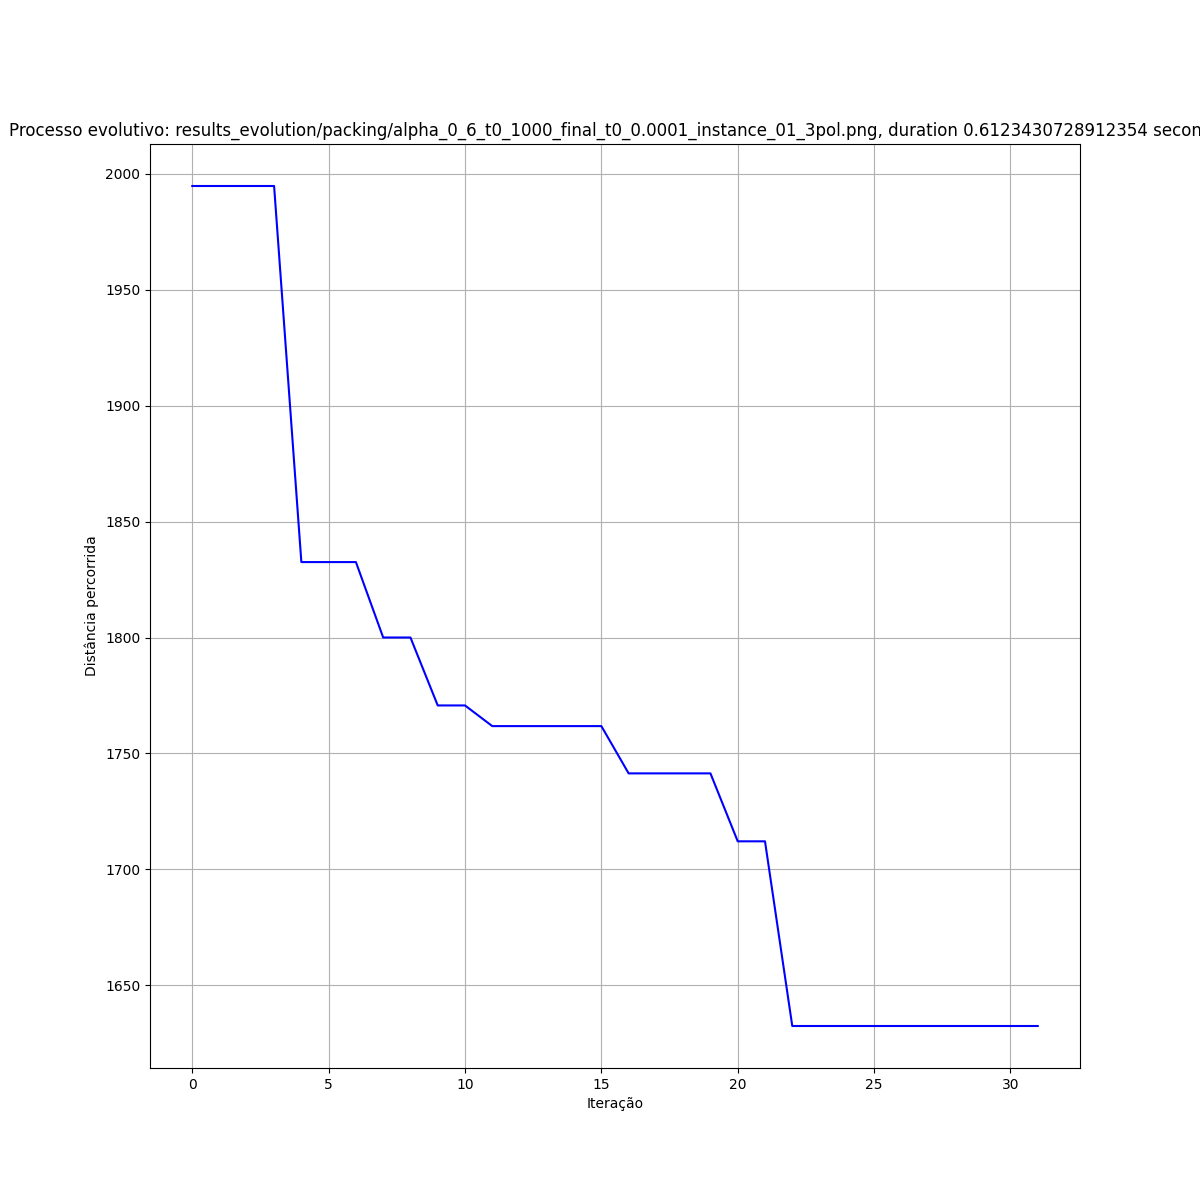 Processo evolutivo: results_evolution/packing/alpha_0_6_t0_1000_final_t0_0.0001_instance_01_3pol.png, duration 0.6123430728912354 secon
2000
1950
1900
1850
1800
1750
1700
1650
Distância percorrida
0 5 10 15 20 25 30
Iteração